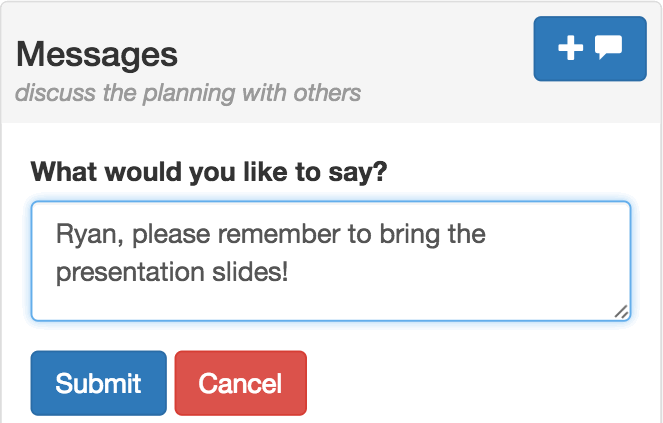 Messages
discuss the planning with others
What would you like to say?
Ryan, please remember to bring the
presentation slides!
Submit Cancel